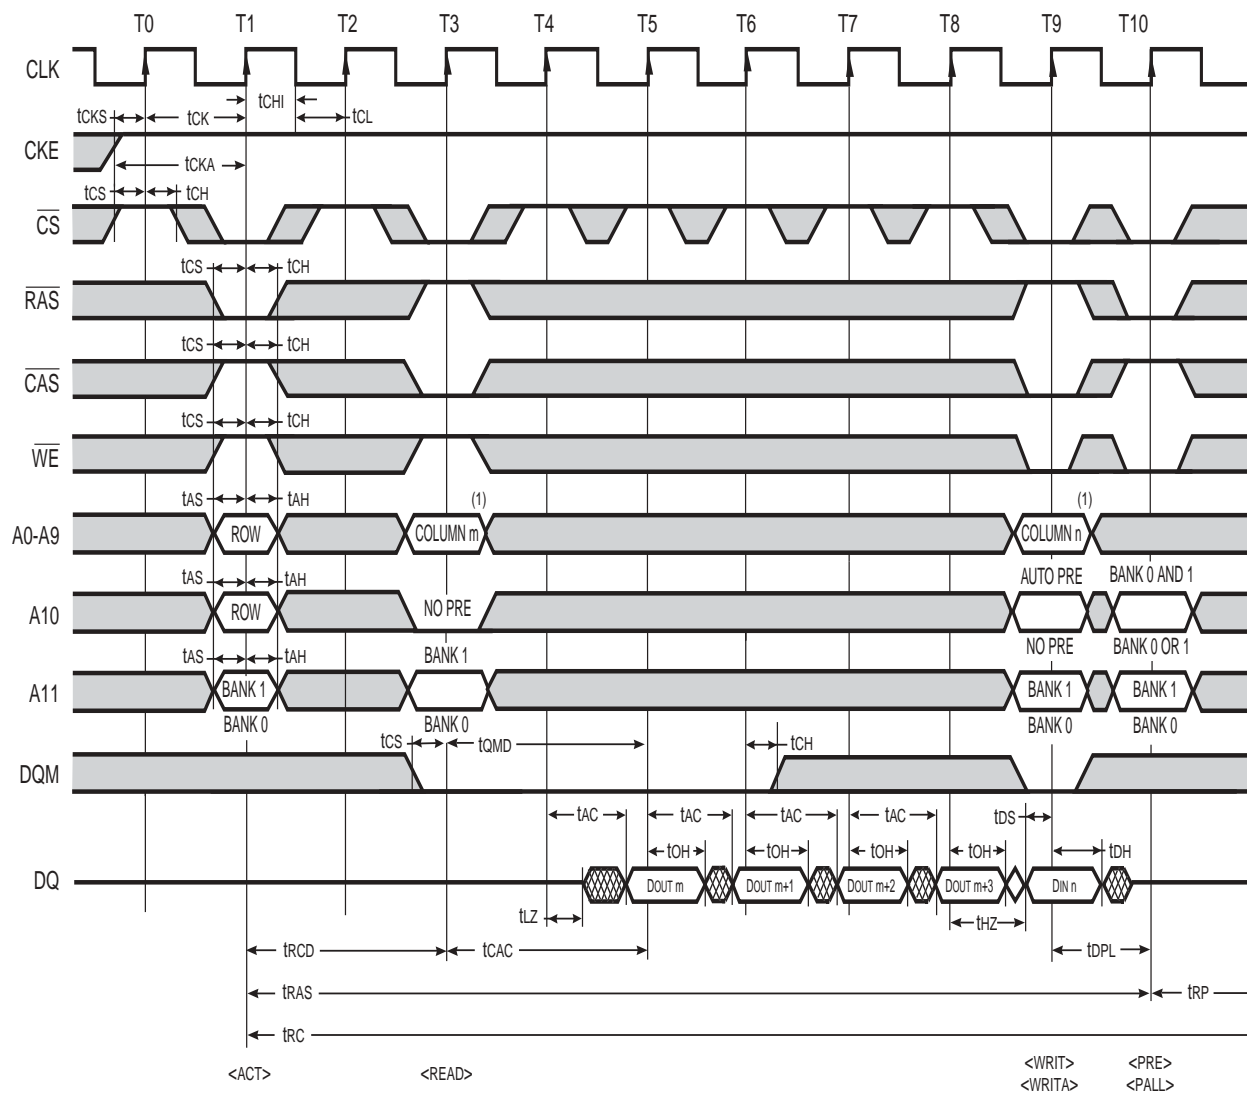 T0 T1 T2 T3 T4 T5 T6 T7 T8 T9 T10
CLK
tCHI
tCKS tCK tCL
CKE
tCKA
tCS tCH
CS
tCS tCH
RAS
tCS tCH
CAS
tCS tCH
WE
tAS tAH (1) (1)
A0-A9 ROW COLUMN m COLUMN n
tAS tAH AUTO PRE BANK 0 AND 1
A10 ROW NO PRE
NO PRE BANK 0 OR 1
tAS tAH BANK 1
A11 BANK 1 BANK 1 BANK 1
BANK 0 BANK 0 BANK 0 BANK 0
tCS tQMD tCH
DQM
tAC tAC tAC tAC tDS
tOH tOH tOH tOH tDH
DQ DOUT m DOUT m+1 DOUT m+2 DOUT m+3 DIN n
tLZ tHZ
tRCD tCAC tDPL
tRAS tRP
tRC
<ACT> <READ> <WRIT> <PRE>
<WRITA> <PALL>